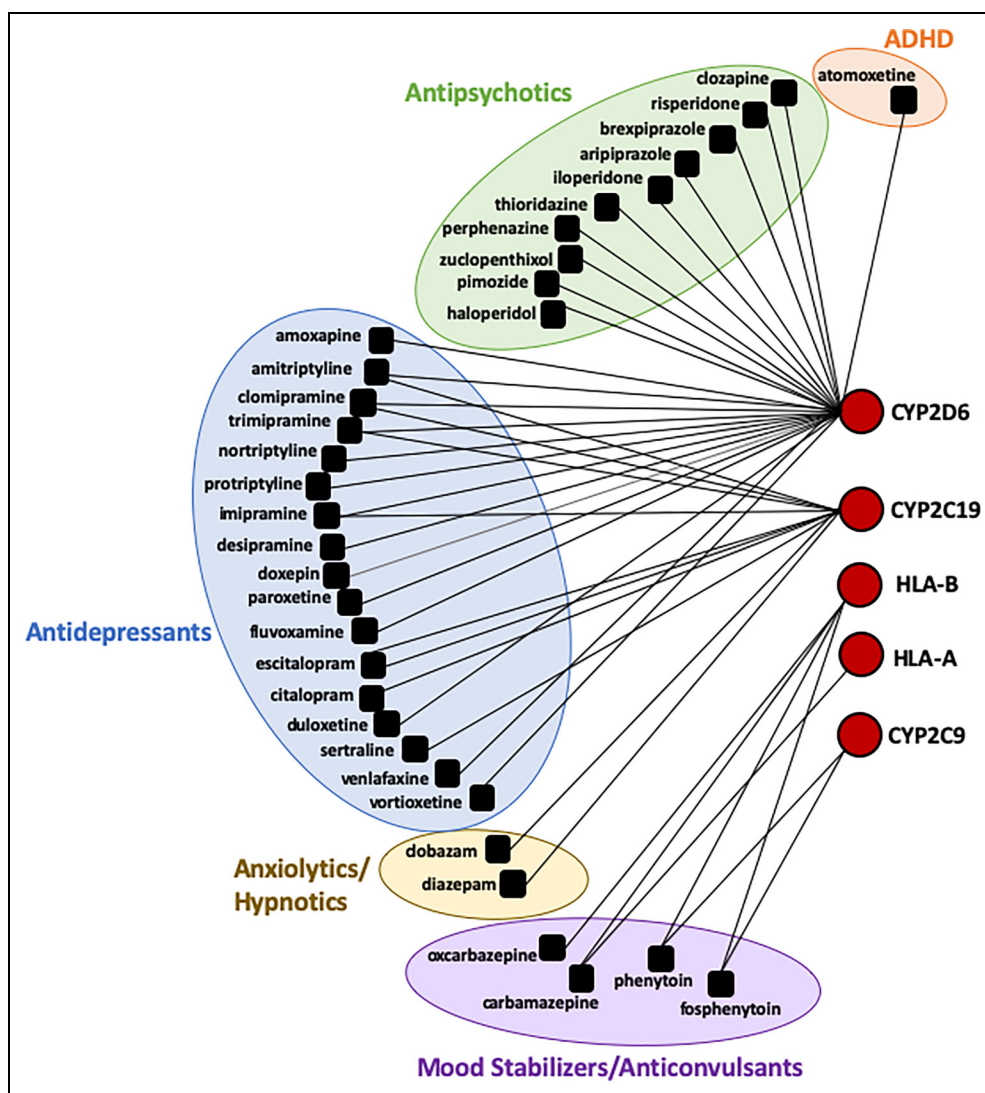 ADHD
atomoxetine
Antipsychotics
clozapine
risperidone
brexpiprazole
aripiprazole
iloperidone
thioridazine
perphenazine
zuclopenthixol
pimozide
haloperidol
amoxapine
amitriptyline
clomipramine
trimipramine
nortriptyline
protriptyline
imipramine
desipramine
doxepin
paroxetine
fluvoxamine
escitalopram
citalopram
duloxetine
sertraline
venlafaxine
vortioxetine
Antidepressants
CYP2D6
CYP2C19
HLA-B
HLA-A
CYP2C9
Anxiolytics/
Hypnotics
dobazam
diazepam
oxcarbazepine
carbamazepine
phenytoin
fosphenytoin
Mood Stabilizers/Anticonvulsants